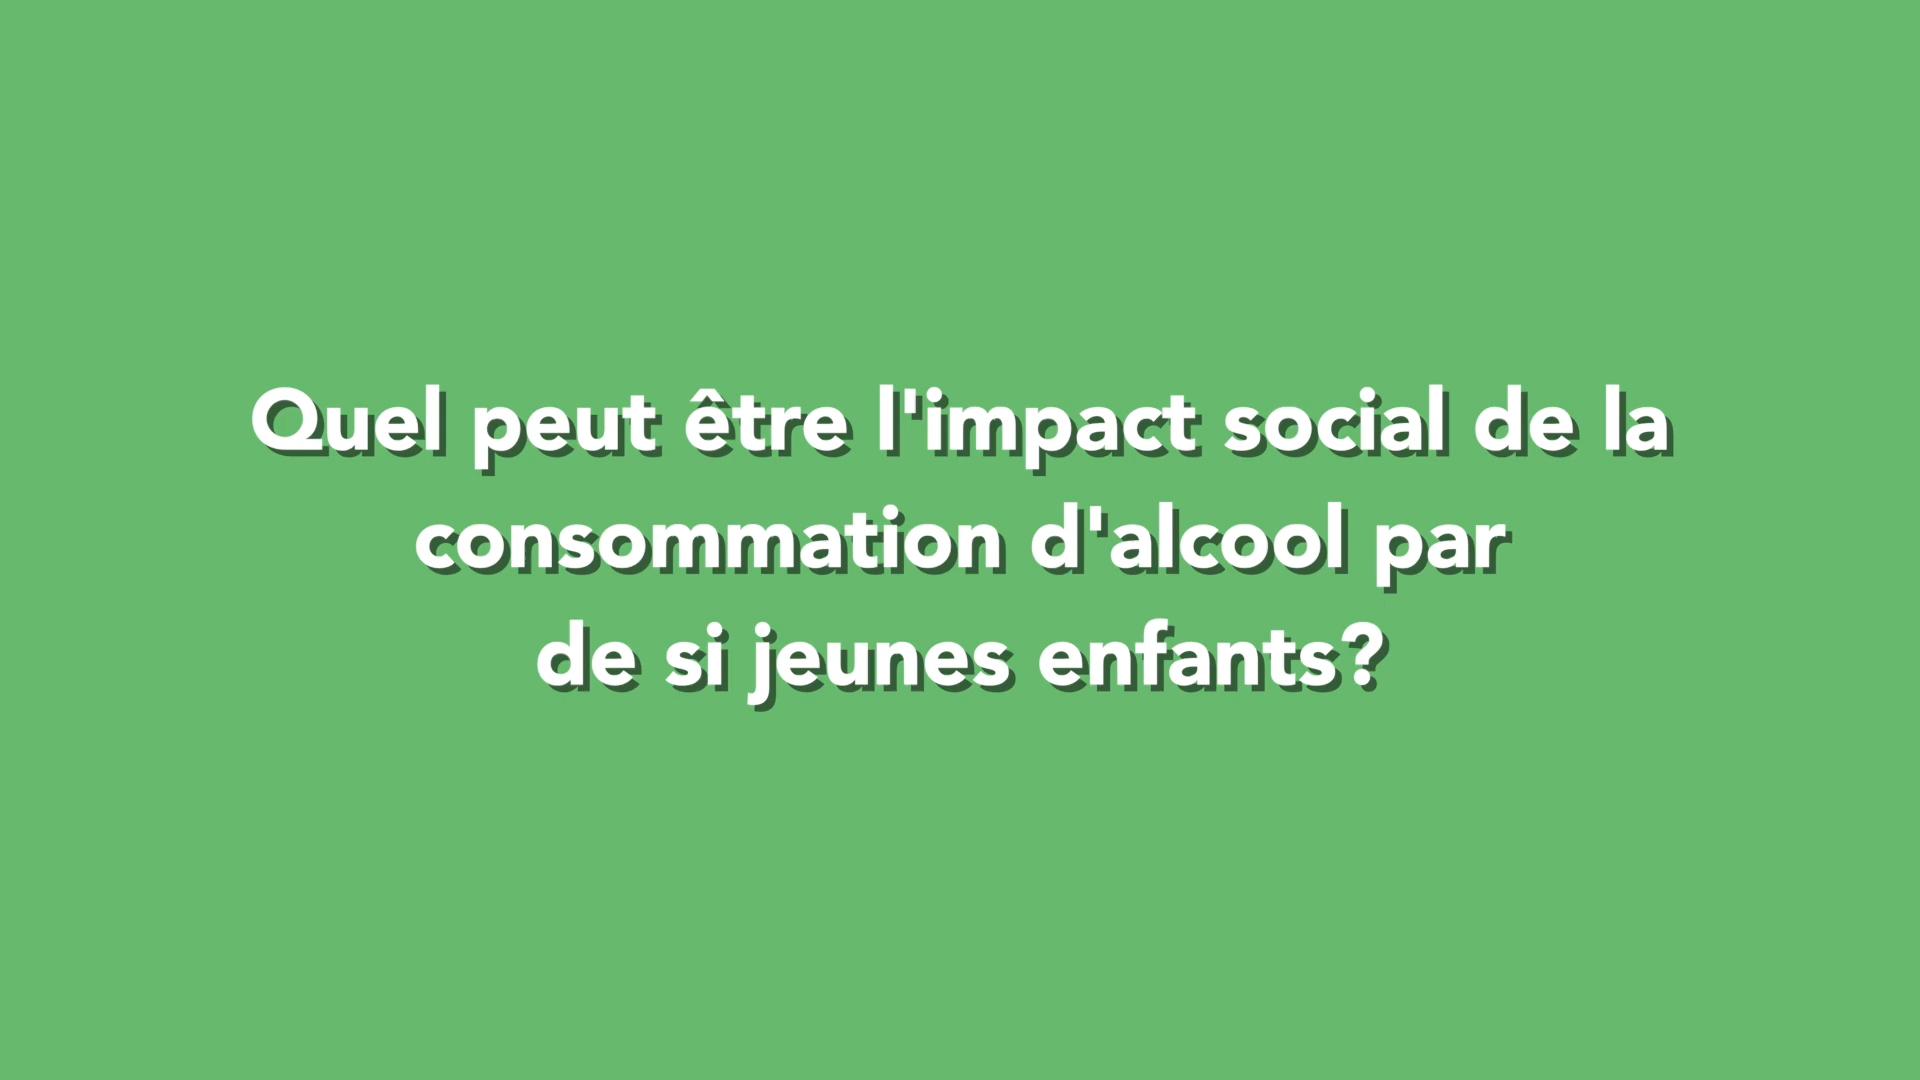 Quel peut être l'impact social de la
consommation d'alcool par
de si jeunes enfants?